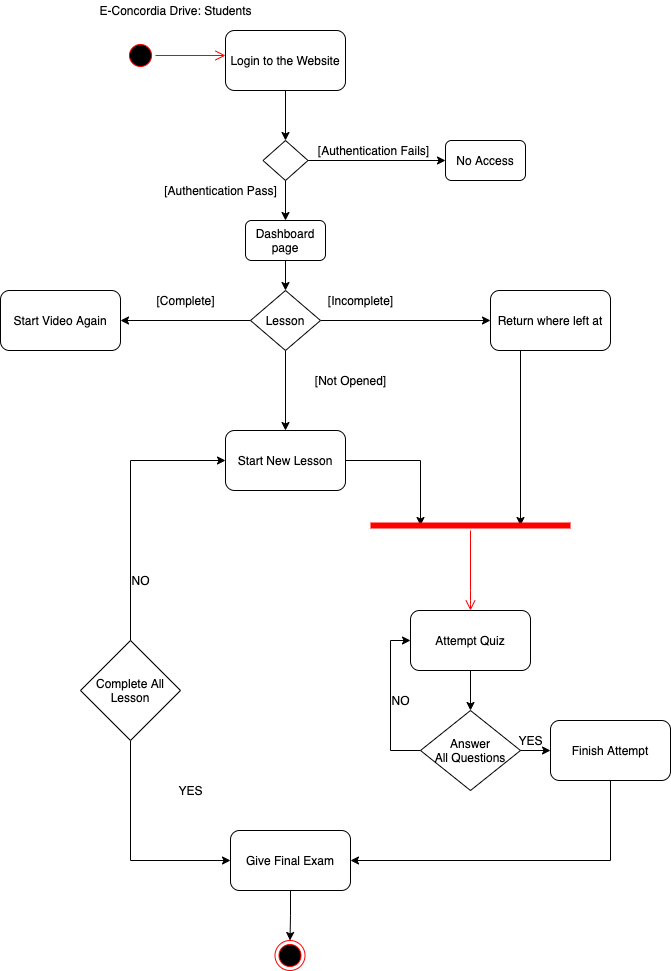 E-Concordia Drive: Students
Login to the Website
[Authentication Fails]
No Access
[Authentication Pass]
Dashboard
page
[Complete]
[Incomplete]
Start Video Again
Lesson
Return where left at
[Not Opened]
Start New Lesson
NO
Attempt Quiz
Complete All
Lesson
NO
Answer
All Questions
YES
Finish Attempt
YES
Give Final Exam